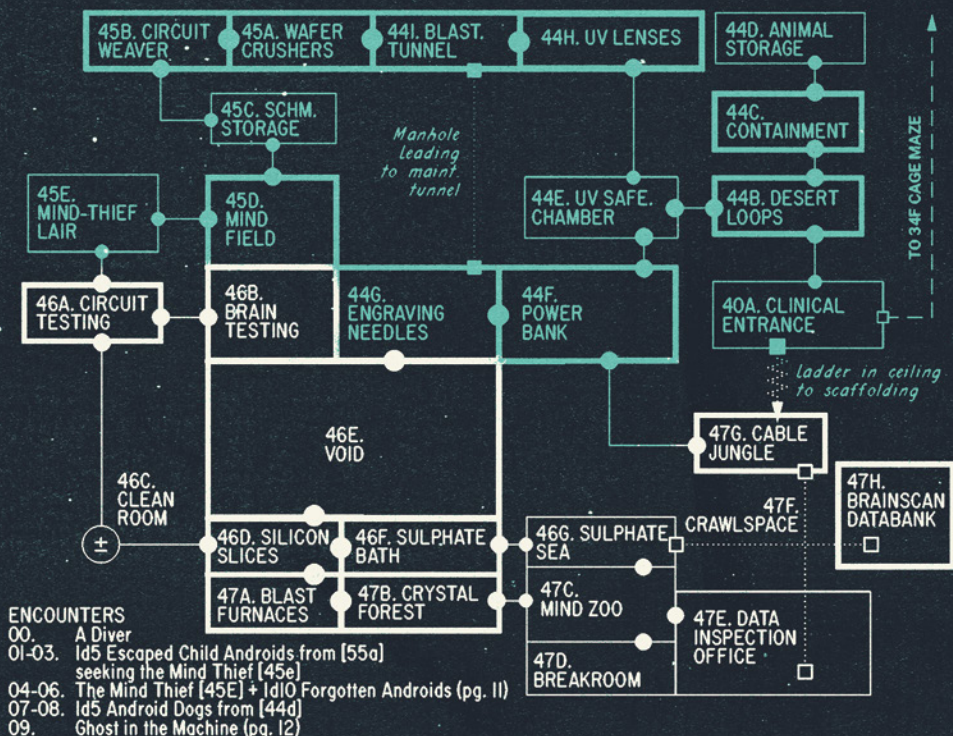 45B. CIRCUIT
WEAVER
45A. WAFER
CRUSHERS
44I. BLAST.
TUNNEL
44H. UV LENSES
44D. ANIMAL
STORAGE
45C. SCHM.
STORAGE
Manhole
leading
to maint.
tunnel
44C.
CONTAINMENT
TO 34F CAGE MAZE
45E.
MIND-THIEF
LAIR
45D.
MIND
FIELD
44E. UV SAFE.
CHAMBER
44B. DESERT
LOOPS
46A. CIRCUIT
TESTING
46B.
BRAIN
TESTING
44G.
ENGRAVING
NEEDLES
44F.
POWER
BANK
40A. CLINICAL
ENTRANCE
Ladder in ceiling
to scaffolding
46E.
VOID
47G. CABLE
JUNGLE
46C.
CLEAN
ROOM
±
47F.
CRAWLSPACE
47H.
BRAINSCAN
DATABANK
46D. SILICON
SLICES
46F. SULPHATE
BATH
46G. SULPHATE
SEA
47A. BLAST
FURNACES
47B. CRYSTAL
FOREST
47C.
MIND ZOO
47E. DATA
INSPECTION
OFFICE
47D.
BREAKROOM
ENCOUNTERS
00. A Diver
01-03. 1d5 Escaped Child Androids from [55a]
seeking the Mind Thief [45e]
04-06. The Mind Thief [45E] + 1d10 Forgotten Androids (pg. 11)
07-08. 1d5 Android Dogs from [44d]
09. Ghost in the Machine (pg. 12)